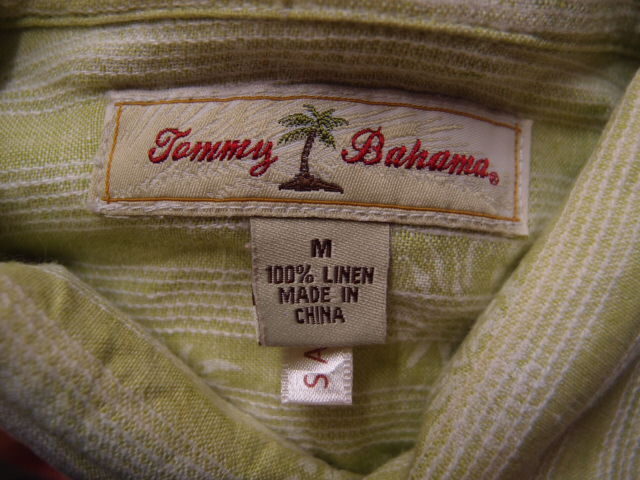 Tommy Bahama®
M
100% LINEN
MADE IN
CHINA